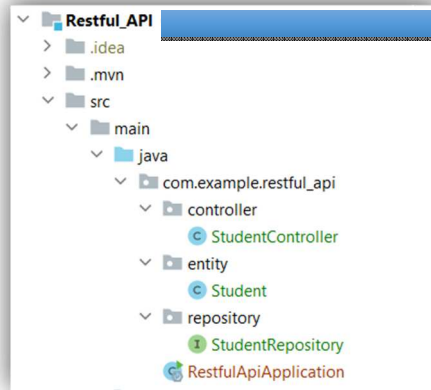 Restful_API
.idea
.mvn
src
main
java
com.example.restful_api
controller
C StudentController
entity
C Student
repository
I StudentRepository
RestfulApiApplication